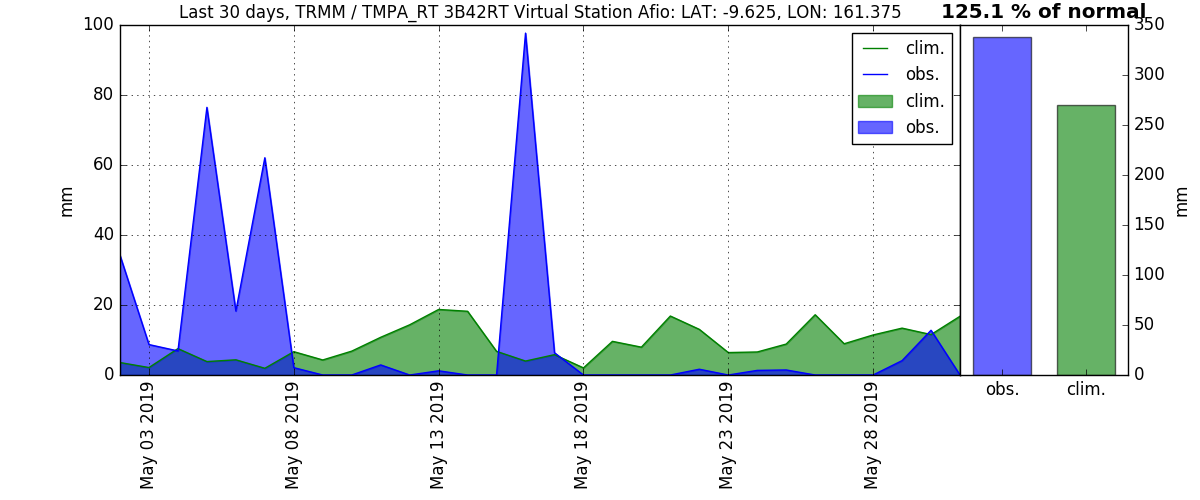 Last 30 days, TRMM / TMPA_RT 3B42RT Virtual Station Afio: LAT: -9.625, LON: 161.375
125.1 % of normal
100
80
60
40
20
0
mm
clim.
obs.
clim.
obs.
350
300
250
200
150
100
50
0
mm
obs.
clim.
May 03 2019
May 08 2019
May 13 2019
May 18 2019
May 23 2019
May 28 2019